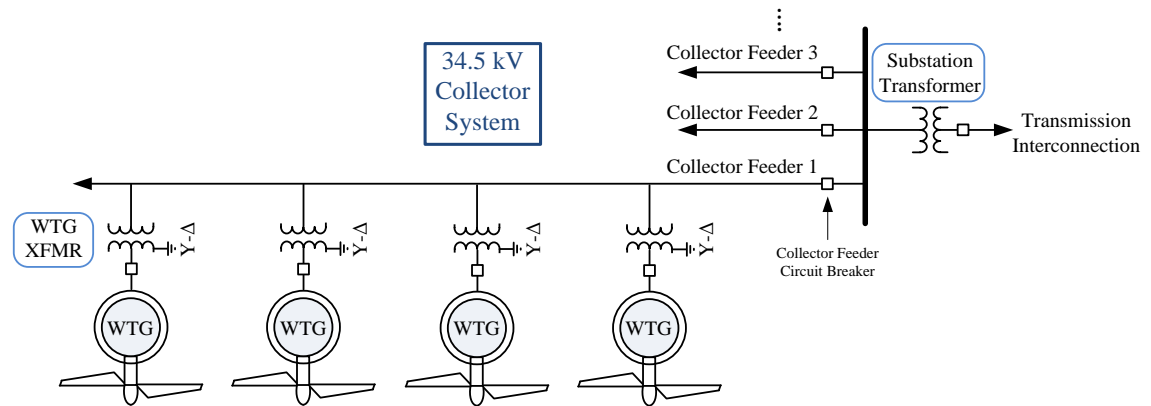 34.5 kV
Collector
System
Collector Feeder 3
Collector Feeder 2
Collector Feeder 1
Substation
Transformer
Transmission
Interconnection
Collector Feeder
Circuit Breaker
WTG
XFMR
Y-Δ
Y-Δ
Y-Δ
Y-Δ
WTG
WTG
WTG
WTG